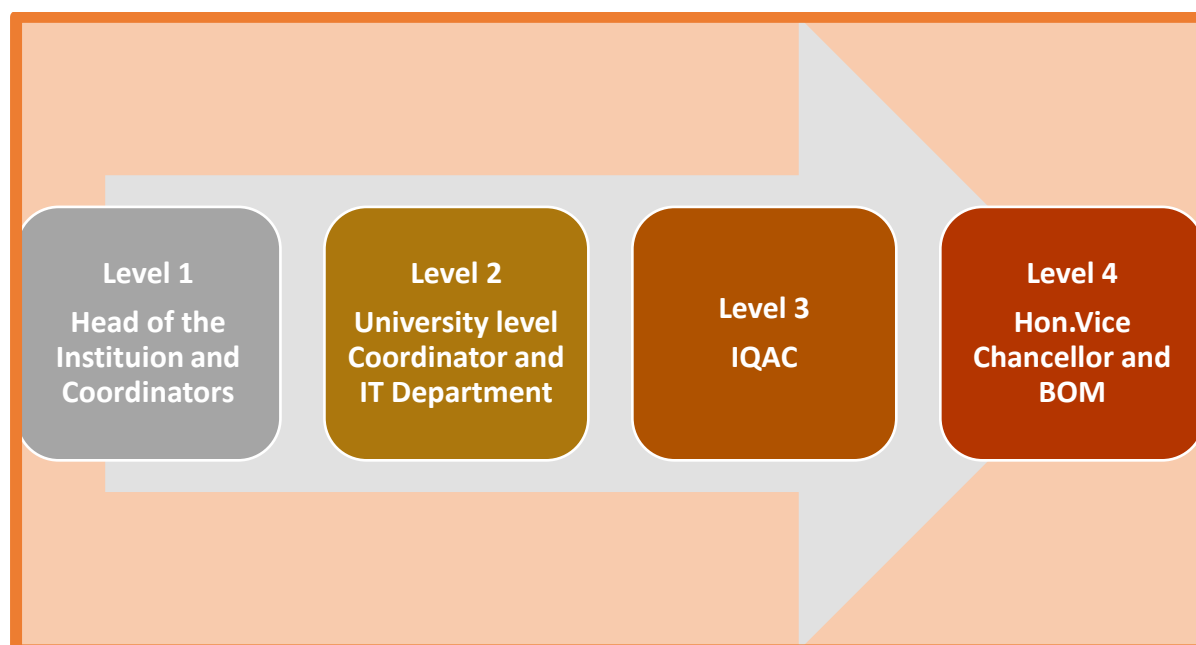 Level 1
Head of the
Instituion and
Coordinators
Level 2
University level
Coordinator and
IT Department
Level 3
IQAC
Level 4
Hon.Vice
Chancellor and
BOM